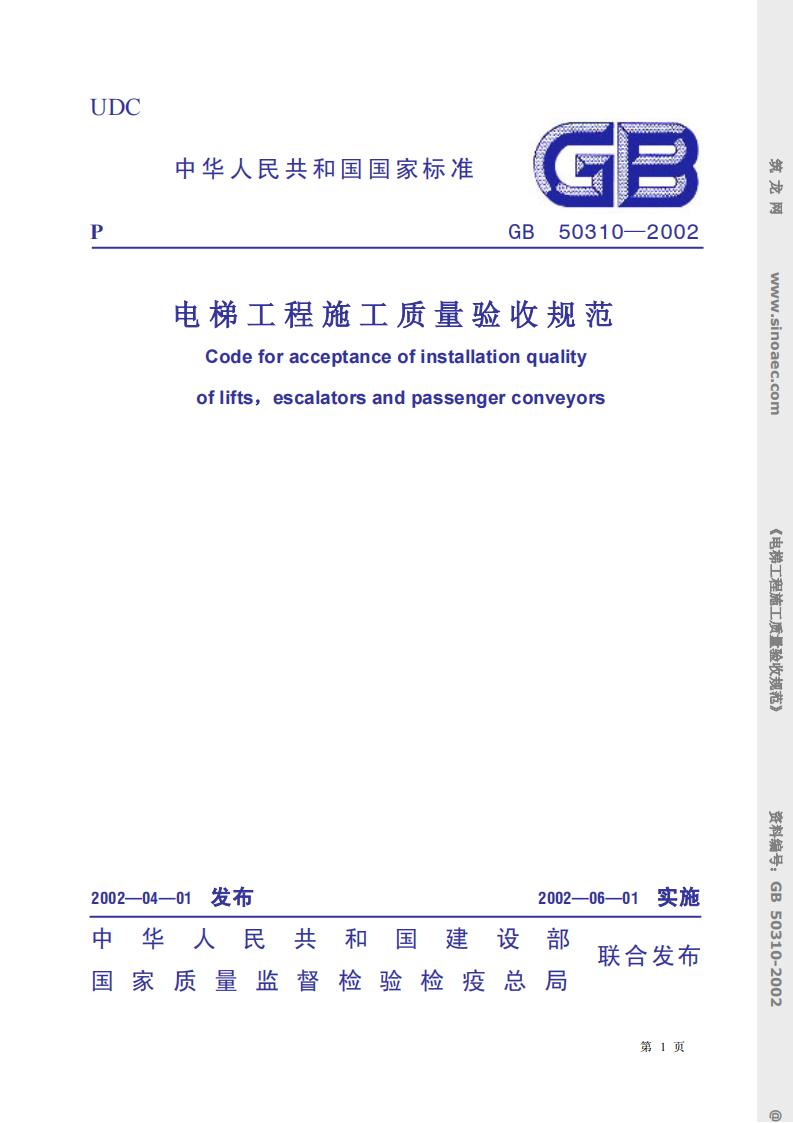 UDC
中华人民共和国国家标准
GB
P
GB 50310—2002
电梯工程施工质量验收规范
Code for acceptance of installation quality
of lifts，escalators and passenger conveyors
2002—04—01 发布
2002—06—01 实施
中华人民共和国建设部
国家质量监督检验检疫总局
联合发布
第 1 页
筑龙网
www.sinoaec.com
《电梯工程施工质量验收规范》
资料编号: GB 50310-2002
@